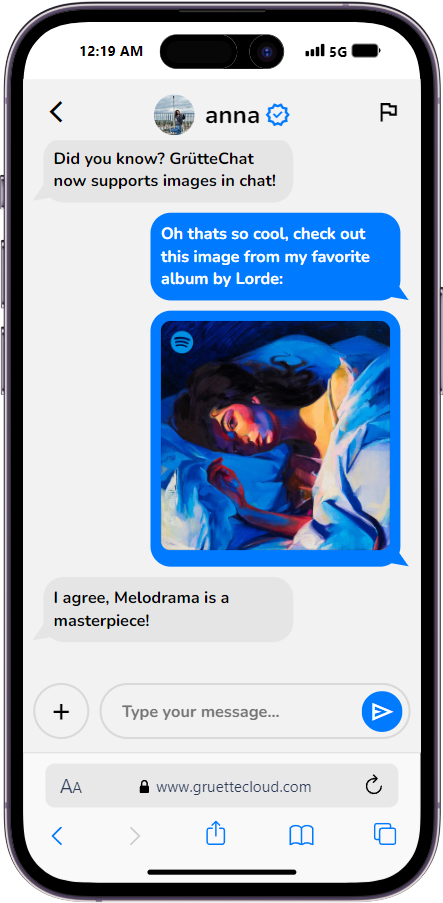 12:19 AM
5G
anna
Did you know? GrütteChat
now supports images in chat!
Oh thats so cool, check out
this image from my favorite
album by Lorde:
I agree, Melodrama is a
masterpiece!
Type your message...
AA
www.gruettecloud.com